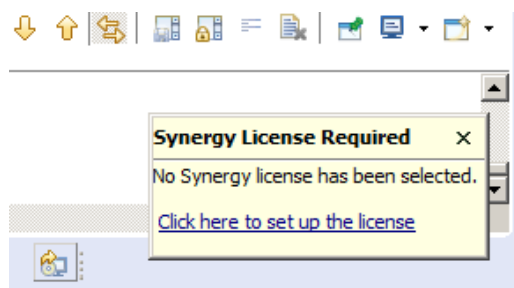 Synergy License Required
No Synergy license has been selected.
Click here to set up the license